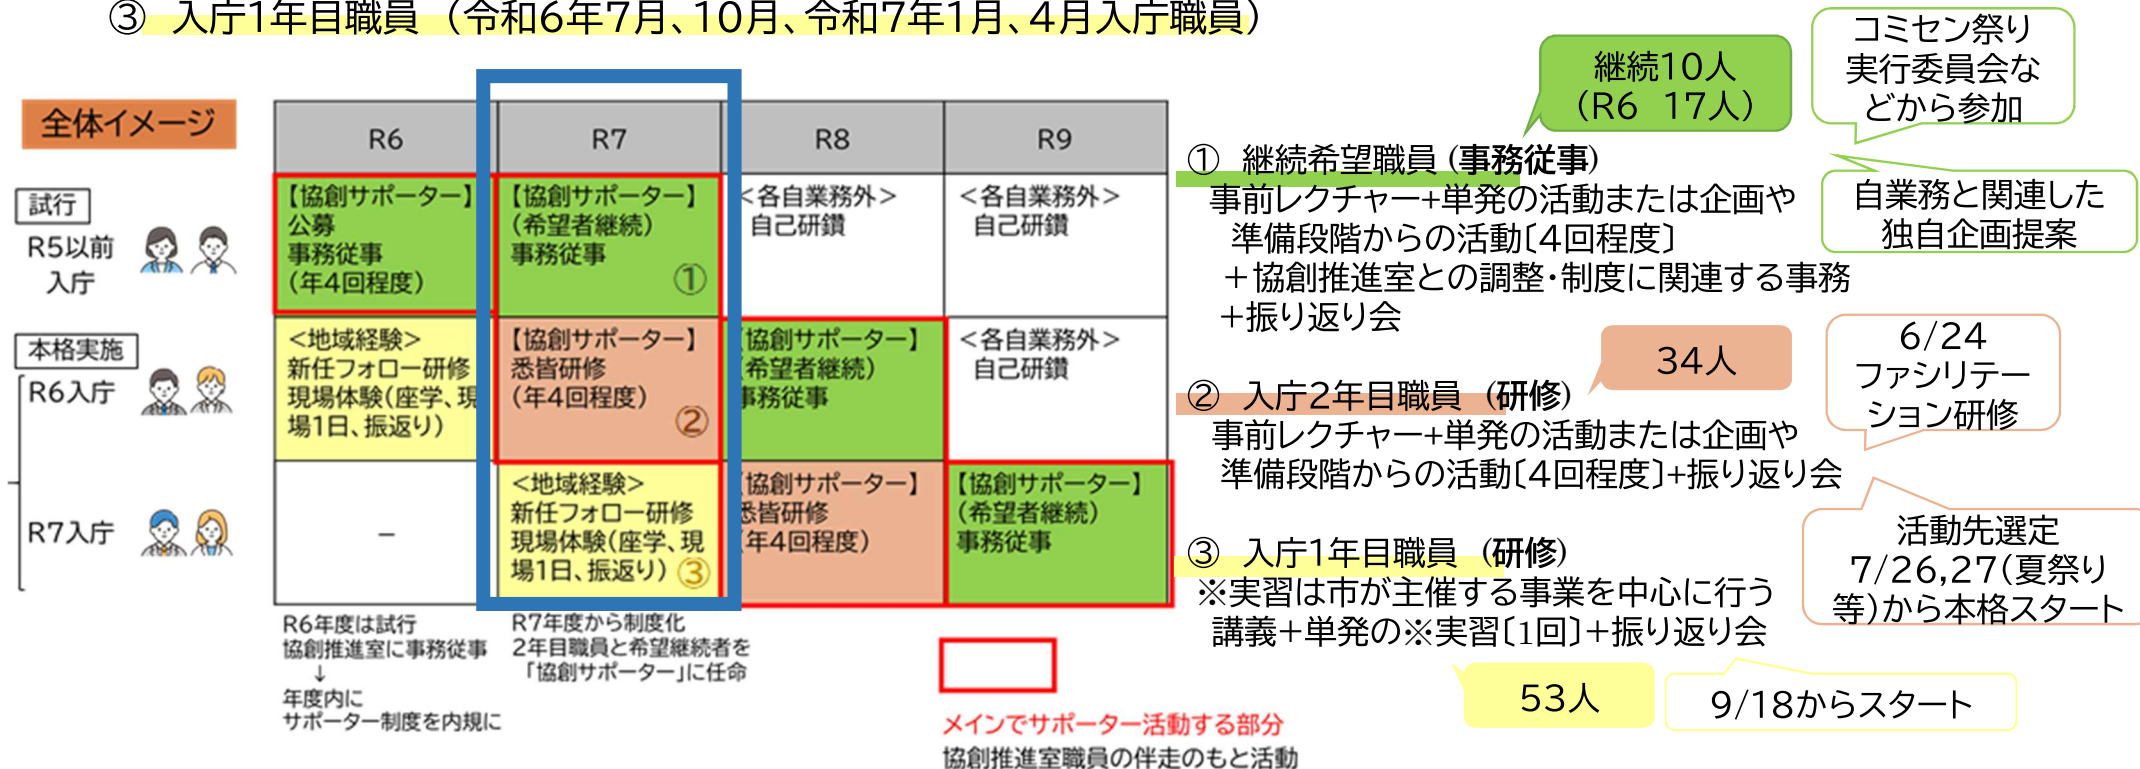 ③ 入庁1年目職員 （令和6年7月、10月、令和7年1月、4月入庁職員）
全体イメージ
R6
R7
R8
R9
試行
R5以前
入庁
【協創サポーター】
公募
事務従事
（年4回程度）
【協創サポーター】
（希望者継続）
事務従事
①
＜各自業務外＞
自己研鑽
＜各自業務外＞
自己研鑽
本格実施
R6入庁
＜地域経験＞
新任フォロー研修
現場体験（座学、現
場1日、振返り）
【協創サポーター】
悉皆研修
（年4回程度）
②
協創サポーター】
希望者継続）
事務従事
＜各自業務外＞
自己研鑽
R7入庁
－
＜地域経験＞
新任フォロー研修
現場体験（座学、現
場1日、振返り）
③
協創サポーター】
悉皆研修
年4回程度）
【協創サポーター】
（希望者継続）
事務従事
R6年度は試行
協創推進室に事務従事
↓
年度内に
サポーター制度を内規に
R7年度から制度化
2年目職員と希望継続者を
「協創サポーター」に任命
メインでサポーター活動する部分
協創推進室職員の伴走のもと活動
継続10人
（R6 17人）
コミセン祭り
実行委員会な
どから参加
① 継続希望職員（事務従事）
事前レクチャー+単発の活動または企画や
準備段階からの活動〔4回程度〕
＋協創推進室との調整・制度に関連する事務
＋振り返り会
自業務と関連した
独自企画提案
34人
6/24
ファシリテー
ション研修
② 入庁2年目職員 （研修）
事前レクチャー+単発の活動または企画や
準備段階からの活動〔4回程度〕+振り返り会
活動先選定
7/26,27（夏祭り
等）から本格スタート
③ 入庁1年目職員 （研修）
※実習は市が主催する事業を中心に行う
講義＋単発の※実習〔1回〕＋振り返り会
53人
9/18からスタート